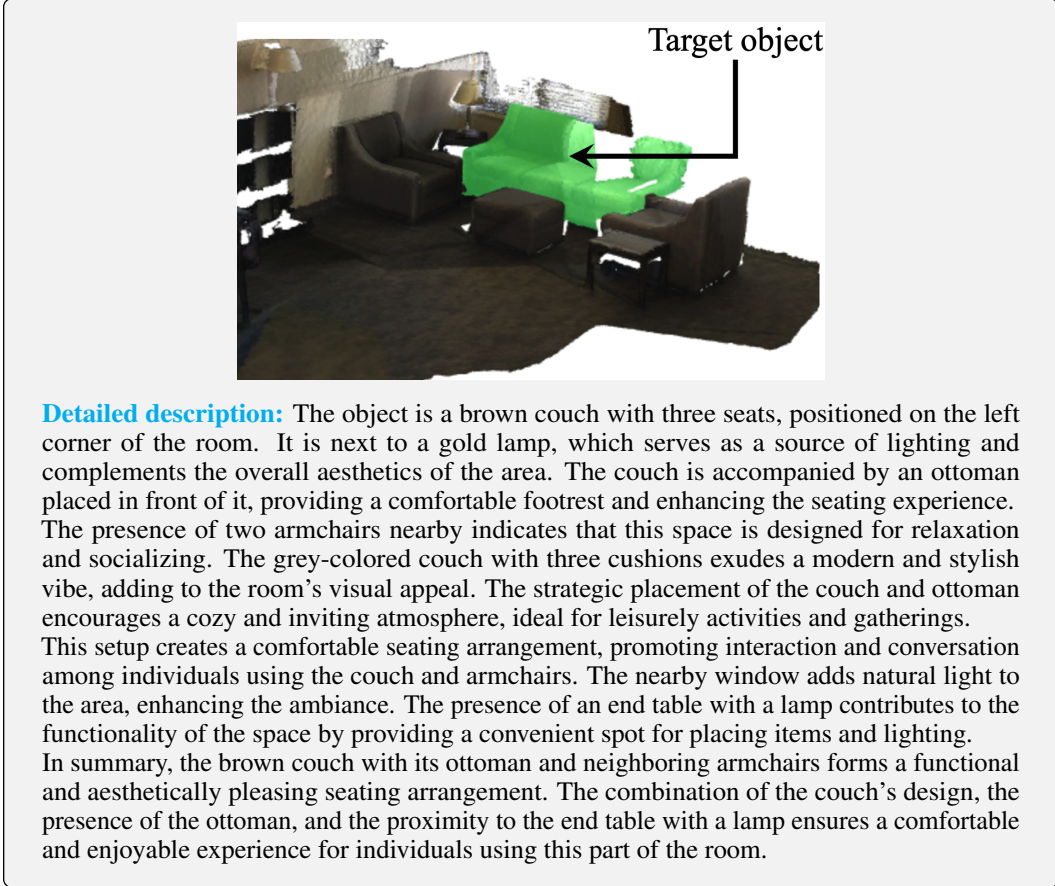 Target object
Detailed description: The object is a brown couch with three seats, positioned on the left
corner of the room. It is next to a gold lamp, which serves as a source of lighting and
complements the overall aesthetics of the area. The couch is accompanied by an ottoman
placed in front of it, providing a comfortable footrest and enhancing the seating experience.
The presence of two armchairs nearby indicates that this space is designed for relaxation
and socializing. The grey-colored couch with three cushions exudes a modern and stylish
vibe, adding to the room's visual appeal. The strategic placement of the couch and ottoman
encourages a cozy and inviting atmosphere, ideal for leisurely activities and gatherings.
This setup creates a comfortable seating arrangement, promoting interaction and conversation
among individuals using the couch and armchairs. The nearby window adds natural light to
the area, enhancing the ambiance. The presence of an end table with a lamp contributes to the
functionality of the space by providing a convenient spot for placing items and lighting.
In summary, the brown couch with its ottoman and neighboring armchairs forms a functional
and aesthetically pleasing seating arrangement. The combination of the couch's design, the
presence of the ottoman, and the proximity to the end table with a lamp ensures a comfortable
and enjoyable experience for individuals using this part of the room.